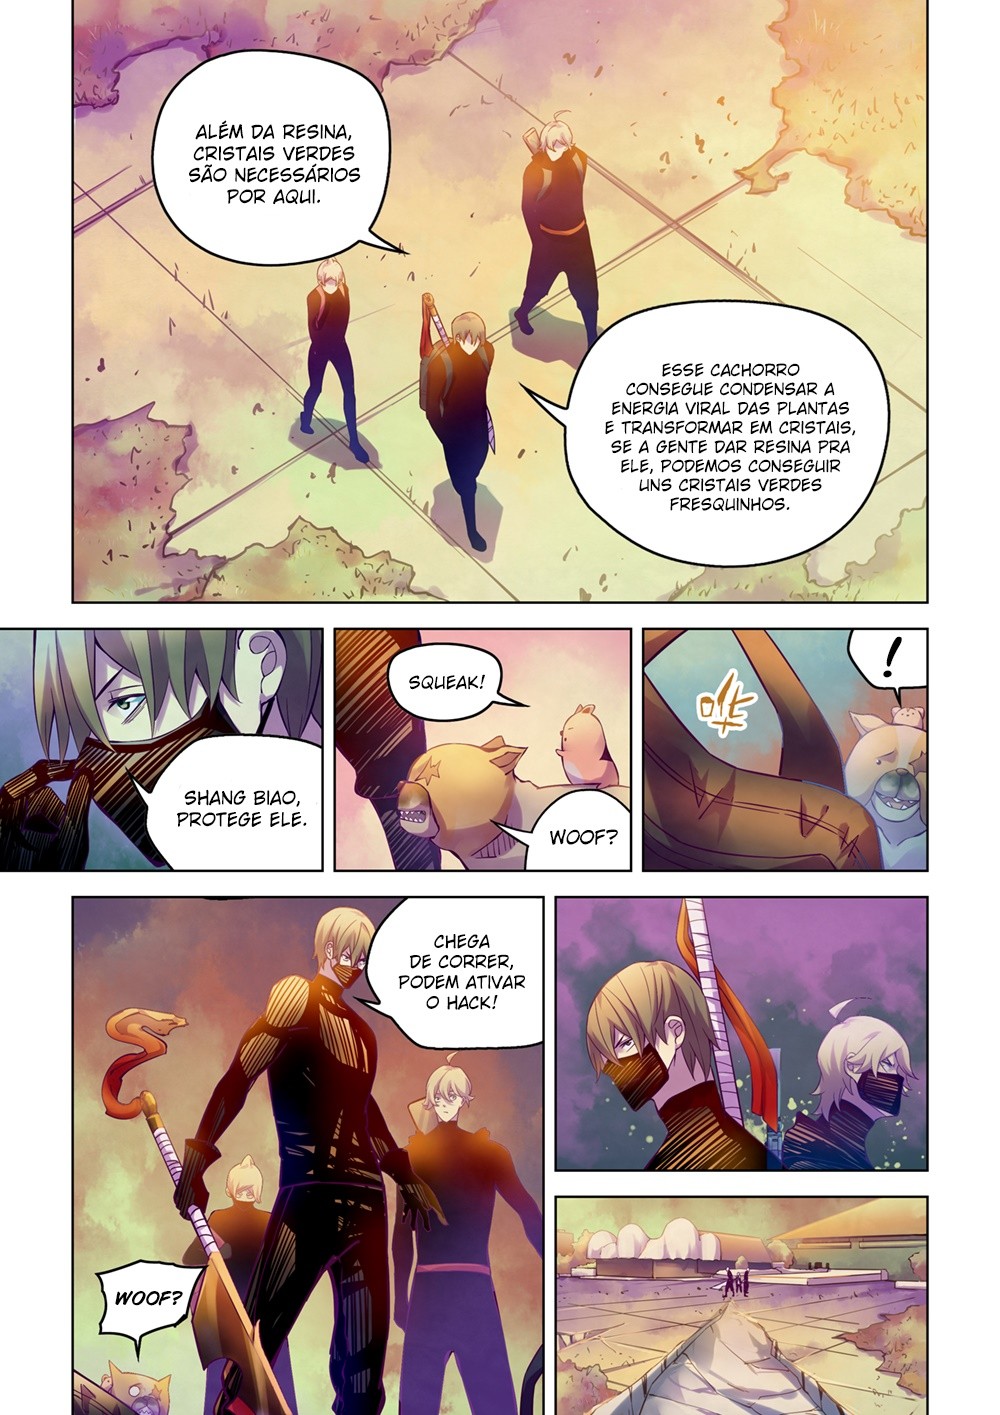 ALÉM DA RESINA,
CRISTAIS VERDES
SÃO NECESSÁRIOS
POR AQUI.
ESSE CACHORRO
CONSEGUE CONDENSAR A
ENERGIA VIRAL DAS PLANTAS
E TRANSFORMAR EM CRISTAIS,
SE A GENTE DAR RESINA PRA
ELE, PODEMOS CONSEGUIR
UNS CRISTAIS VERDES
FRESQUINHOS.
SHANG BIAO,
PROTEGE ELE.
SQUEAK!
WOOF?
!
CHEGA
DE CORRER,
PODEM ATIVAR
O HACK!
WOOF?